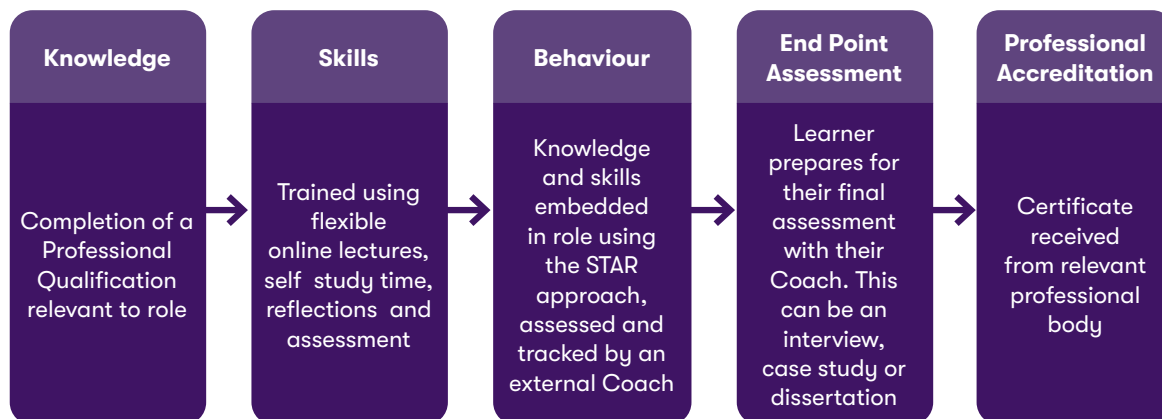 Knowledge
Completion of a
Professional
Qualification
relevant to role
Skills
Trained using
flexible
online lectures,
self study time,
reflections and
assessment
Behaviour
Knowledge
and skills
embedded
in role using
the STAR
approach,
assessed and
tracked by an
external Coach
End Point
Assessment
Learner
prepares for
their final
assessment
with their
Coach. This
can be an
interview,
case study or
dissertation
Professional
Accreditation
Certificate
received
from relevant
professional
body